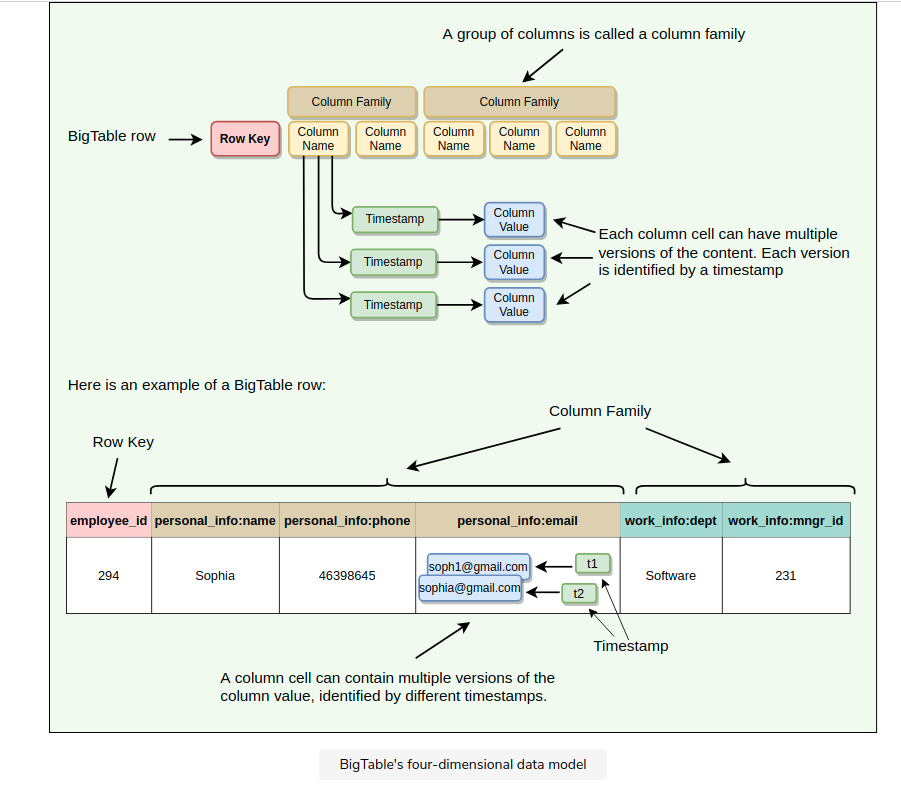 A group of columns is called a column family
Column Family
Column Family
BigTable row
Row Key
Column
Name
Column
Name
Column
Name
Column
Name
Column
Name
Timestamp
Column
Value
Timestamp
Column
Value
Timestamp
Column
Value
Each column cell can have multiple
versions of the content. Each version
is identified by a timestamp
Here is an example of a BigTable row:
Column Family
Row Key
employee_id personal_info:name personal_info:phone personal_info:email work_info:dept work_info:mngr_id
294 Sophia 46398645 Software 231
soph1@gmail.com t1
sophia@gmail.com t2
Timestamp
A column cell can contain multiple versions of the
column value, identified by different timestamps.
BigTable's four-dimensional data model